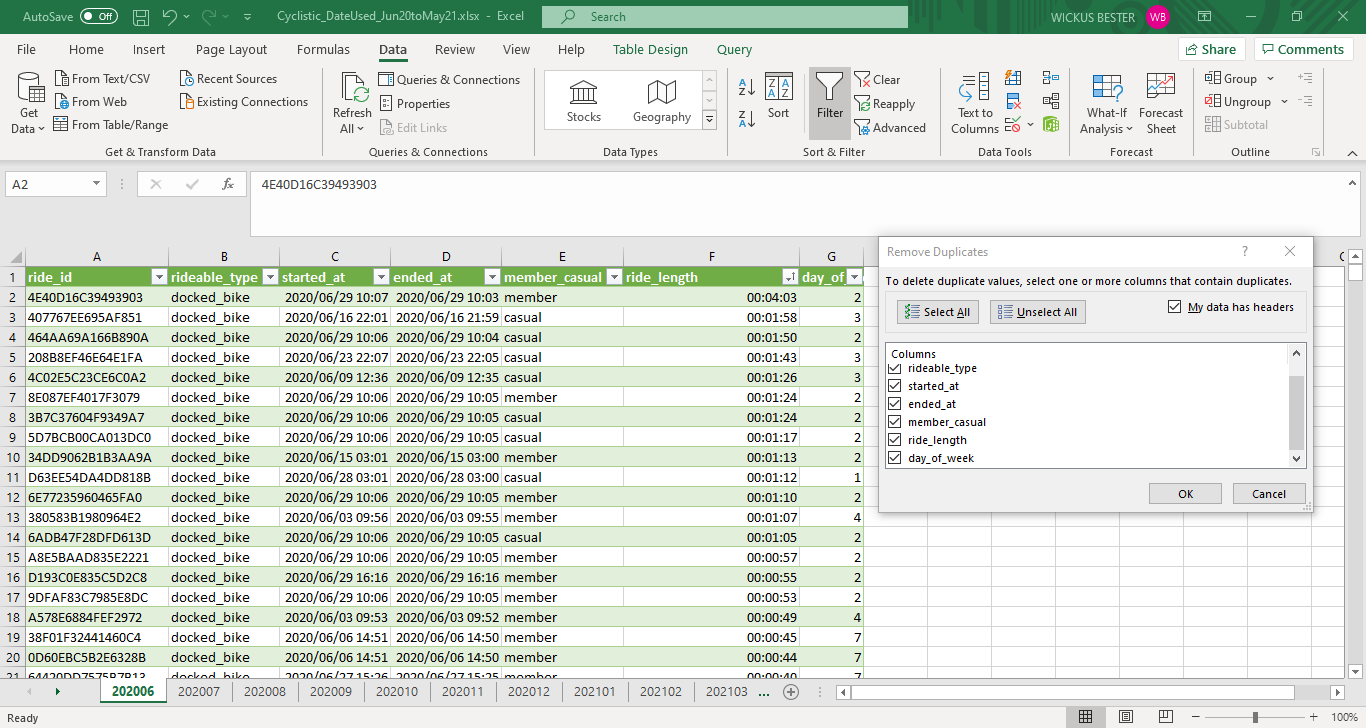 AutoSave Off Cyclistic_DateUsed_Jun20toMay21.xlsx - Excel Search WICKUS BESTER WB
File Home Insert Page Layout Formulas Data Review View Help Table Design Query Share Comments
Get Data
From Text/CSV
From Web
From Table/Range
Recent Sources
Existing Connections
Get & Transform Data
Refresh All
Queries & Connections
Properties
Edit Links
Queries & Connections
Stocks
Geography
Data Types
Sort
Filter
Clear
Reapply
Advanced
Sort & Filter
Text to Columns
Data Tools
What-If Analysis
Forecast Sheet
Forecast
Group
Ungroup
Subtotal
Outline
A2 fx 4E40D16C39493903
A B C D E F G
1 ride_id rideable_type started_at ended_at member_casual ride_length day_of
2 4E40D16C39493903 docked_bike 2020/06/29 10:07 2020/06/29 10:03 member 00:04:03 2
3 407767EE695AF851 docked_bike 2020/06/16 22:01 2020/06/16 21:59 casual 00:01:58 3
4 464AA69A166B890A docked_bike 2020/06/29 10:06 2020/06/29 10:04 casual 00:01:50 2
5 208B8EF46E64E1FA docked_bike 2020/06/23 22:07 2020/06/23 22:05 casual 00:01:43 3
6 4C02E5C23CE6C0A2 docked_bike 2020/06/09 12:36 2020/06/09 12:35 casual 00:01:26 3
7 8E087EF4017F3079 docked_bike 2020/06/29 10:06 2020/06/29 10:05 member 00:01:24 2
8 3B7C37604F9349A7 docked_bike 2020/06/29 10:06 2020/06/29 10:05 casual 00:01:24 2
9 5D7BCB00CA013DC0 docked_bike 2020/06/29 10:06 2020/06/29 10:05 casual 00:01:17 2
10 34DD9062B1B3AA9A docked_bike 2020/06/15 03:01 2020/06/15 03:00 member 00:01:13 2
11 D63EE54DA4DD818B docked_bike 2020/06/28 03:01 2020/06/28 03:00 casual 00:01:12 1
12 6E77235960465FA0 docked_bike 2020/06/29 10:06 2020/06/29 10:05 member 00:01:10 2
13 380583B1980964E2 docked_bike 2020/06/03 09:56 2020/06/03 09:55 member 00:01:07 4
14 6ADB47F28DFD613D docked_bike 2020/06/29 10:06 2020/06/29 10:05 casual 00:01:05 2
15 A8E5BAAD835E2221 docked_bike 2020/06/29 10:06 2020/06/29 10:05 member 00:00:57 2
16 D193C0E835C5D2C8 docked_bike 2020/06/29 16:16 2020/06/29 16:16 member 00:00:55 2
17 9DFAF83C7985E8DC docked_bike 2020/06/29 10:06 2020/06/29 10:05 member 00:00:53 2
18 A578E6884FEF2972 docked_bike 2020/06/03 09:53 2020/06/03 09:52 member 00:00:49 4
19 38F01F32441460C4 docked_bike 2020/06/06 14:51 2020/06/06 14:50 member 00:00:45 7
20 0D60EBC5B2E6328B docked_bike 2020/06/06 14:51 2020/06/06 14:50 member 00:00:44 7
Remove Duplicates ?
To delete duplicate values, select one or more columns that contain duplicates.
Select All Unselect All My data has headers
Columns
rideable_type
started_at
ended_at
member_casual
ride_length
day_of_week
OK Cancel
202006 202007 202008 202009 202010 202011 202012 202101 202102 202103 ...
Ready 100%